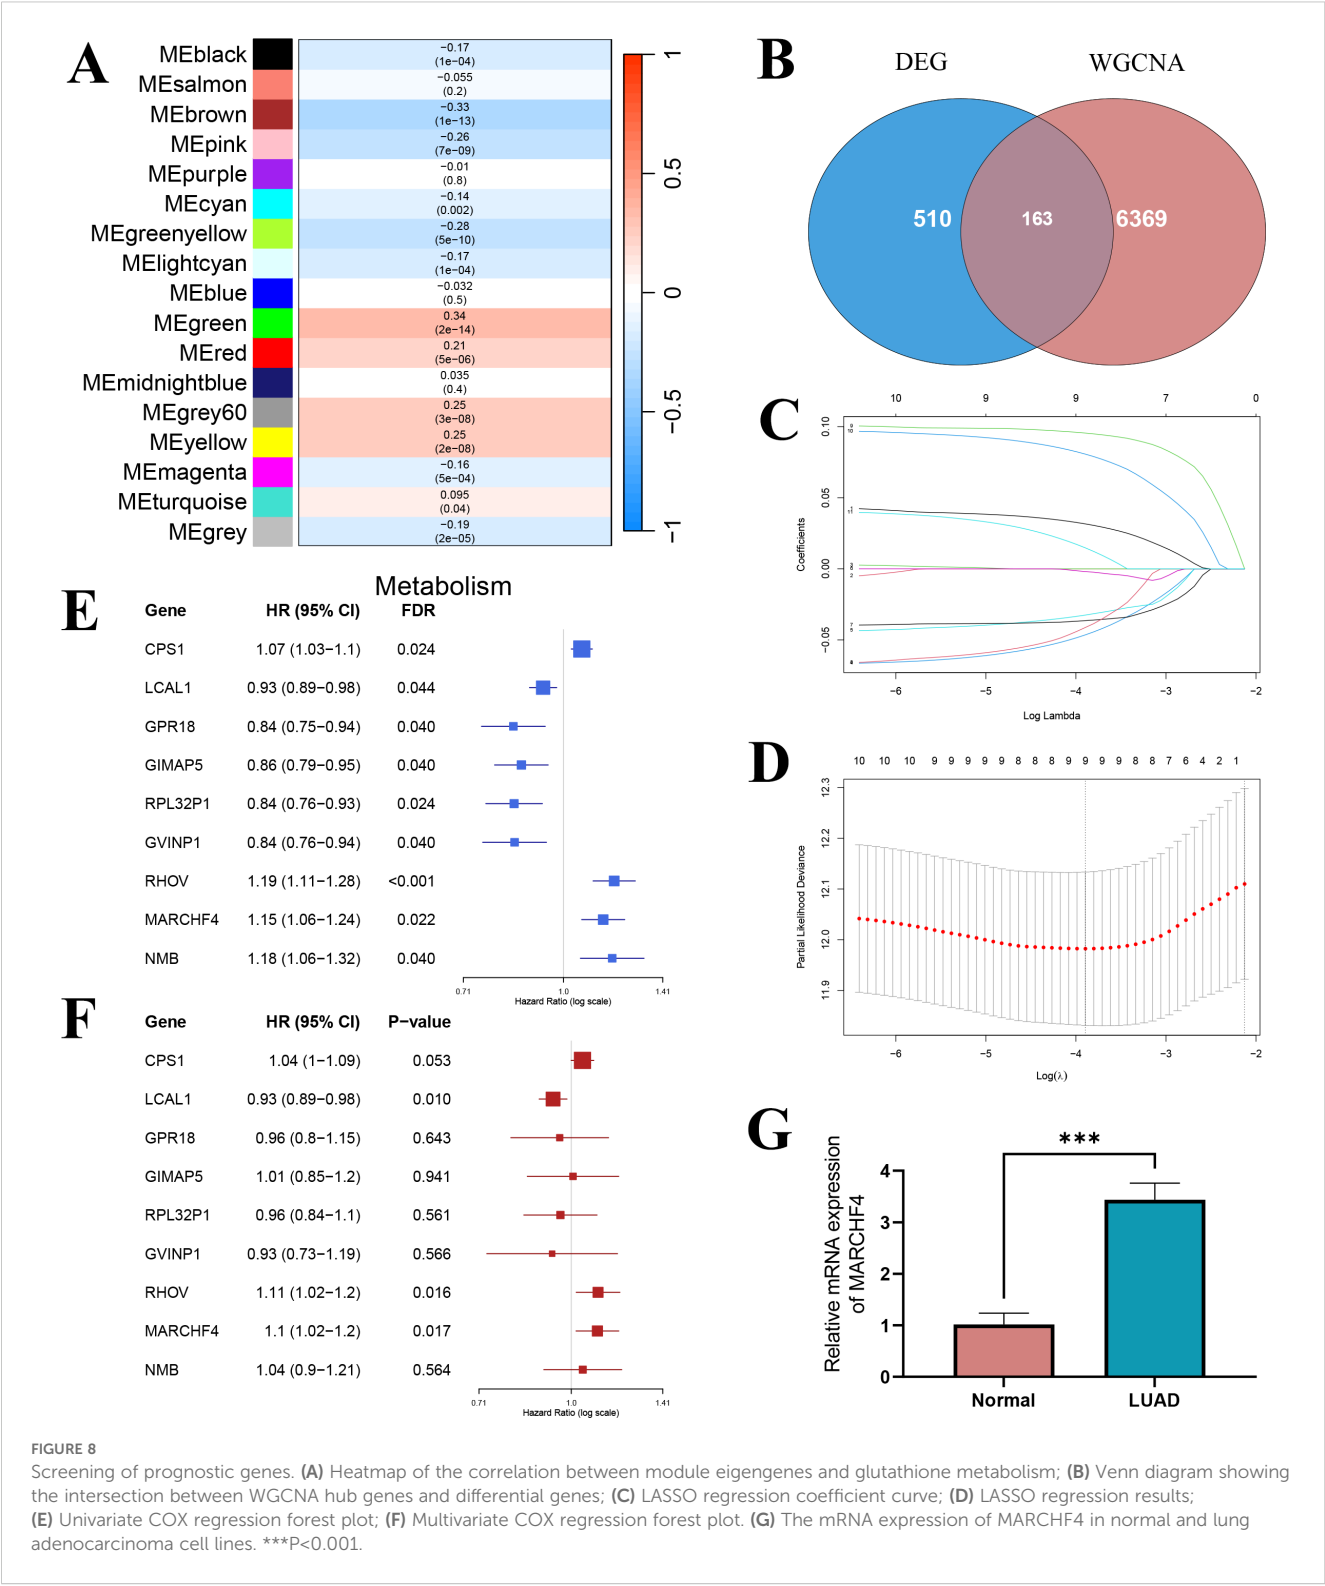 A
MEblack −0.17 (1e−04)
MEsalmon −0.055 (0.2)
MEbrown −0.33 (1e−13)
MEpink −0.26 (7e−09)
MEpurple −0.01 (0.8)
MEcyan −0.14 (0.002)
MEgreenyellow −0.28 (5e−10)
MElightcyan −0.17 (1e−04)
MEblue −0.032 (0.5)
MEgreen 0.34 (2e−14)
MEred 0.21 (5e−06)
MEmidnightblue 0.035 (0.4)
MEgrey60 0.25 (3e−08)
MEyellow 0.25 (2e−08)
MEmagenta −0.16 (5e−04)
MEturquoise 0.095 (0.04)
MEgrey −0.19 (2e−05)
1
0.5
0
−0.5
−1
Metabolism
B
DEG WGCNA
510 163 6369
C
10 9 9 7 0
0.10
0.05
0.00
−0.05
Coefficients
−6 −5 −4 −3 −2
Log Lambda
D
10 10 10 9 9 9 9 9 8 8 8 8 9 9 9 9 8 8 7 6 4 2 1
12.3
12.2
12.1
12.0
11.9
Partial Likelihood Deviance
−6 −5 −4 −3 −2
Log(λ)
E
Gene HR (95% CI) FDR
CPS1 1.07 (1.03−1.1) 0.024
LCAL1 0.93 (0.89−0.98) 0.044
GPR18 0.84 (0.75−0.94) 0.040
GIMAP5 0.86 (0.79−0.95) 0.040
RPL32P1 0.84 (0.76−0.93) 0.024
GVINP1 0.84 (0.76−0.94) 0.040
RHOV 1.19 (1.11−1.28) <0.001
MARCHF4 1.15 (1.06−1.24) 0.022
NMB 1.18 (1.06−1.32) 0.040
0.71 1.0 1.41
Hazard Ratio (log scale)
F
Gene HR (95% CI) P−value
CPS1 1.04 (1−1.09) 0.053
LCAL1 0.93 (0.89−0.98) 0.010
GPR18 0.96 (0.8−1.15) 0.643
GIMAP5 1.01 (0.85−1.2) 0.941
RPL32P1 0.96 (0.84−1.1) 0.561
GVINP1 0.93 (0.73−1.19) 0.566
RHOV 1.11 (1.02−1.2) 0.016
MARCHF4 1.1 (1.02−1.2) 0.017
NMB 1.04 (0.9−1.21) 0.564
0.71 1.0 1.41
Hazard Ratio (log scale)
G
Relative mRNA expression
of MARCHF4
4
3
2
1
0
***
Normal LUAD
FIGURE 8
Screening of prognostic genes. (A) Heatmap of the correlation between module eigengenes and glutathione metabolism; (B) Venn diagram showing
the intersection between WGCNA hub genes and differential genes; (C) LASSO regression coefficient curve; (D) LASSO regression results;
(E) Univariate COX regression forest plot; (F) Multivariate COX regression forest plot. (G) The mRNA expression of MARCHF4 in normal and lung
adenocarcinoma cell lines. ***P<0.001.